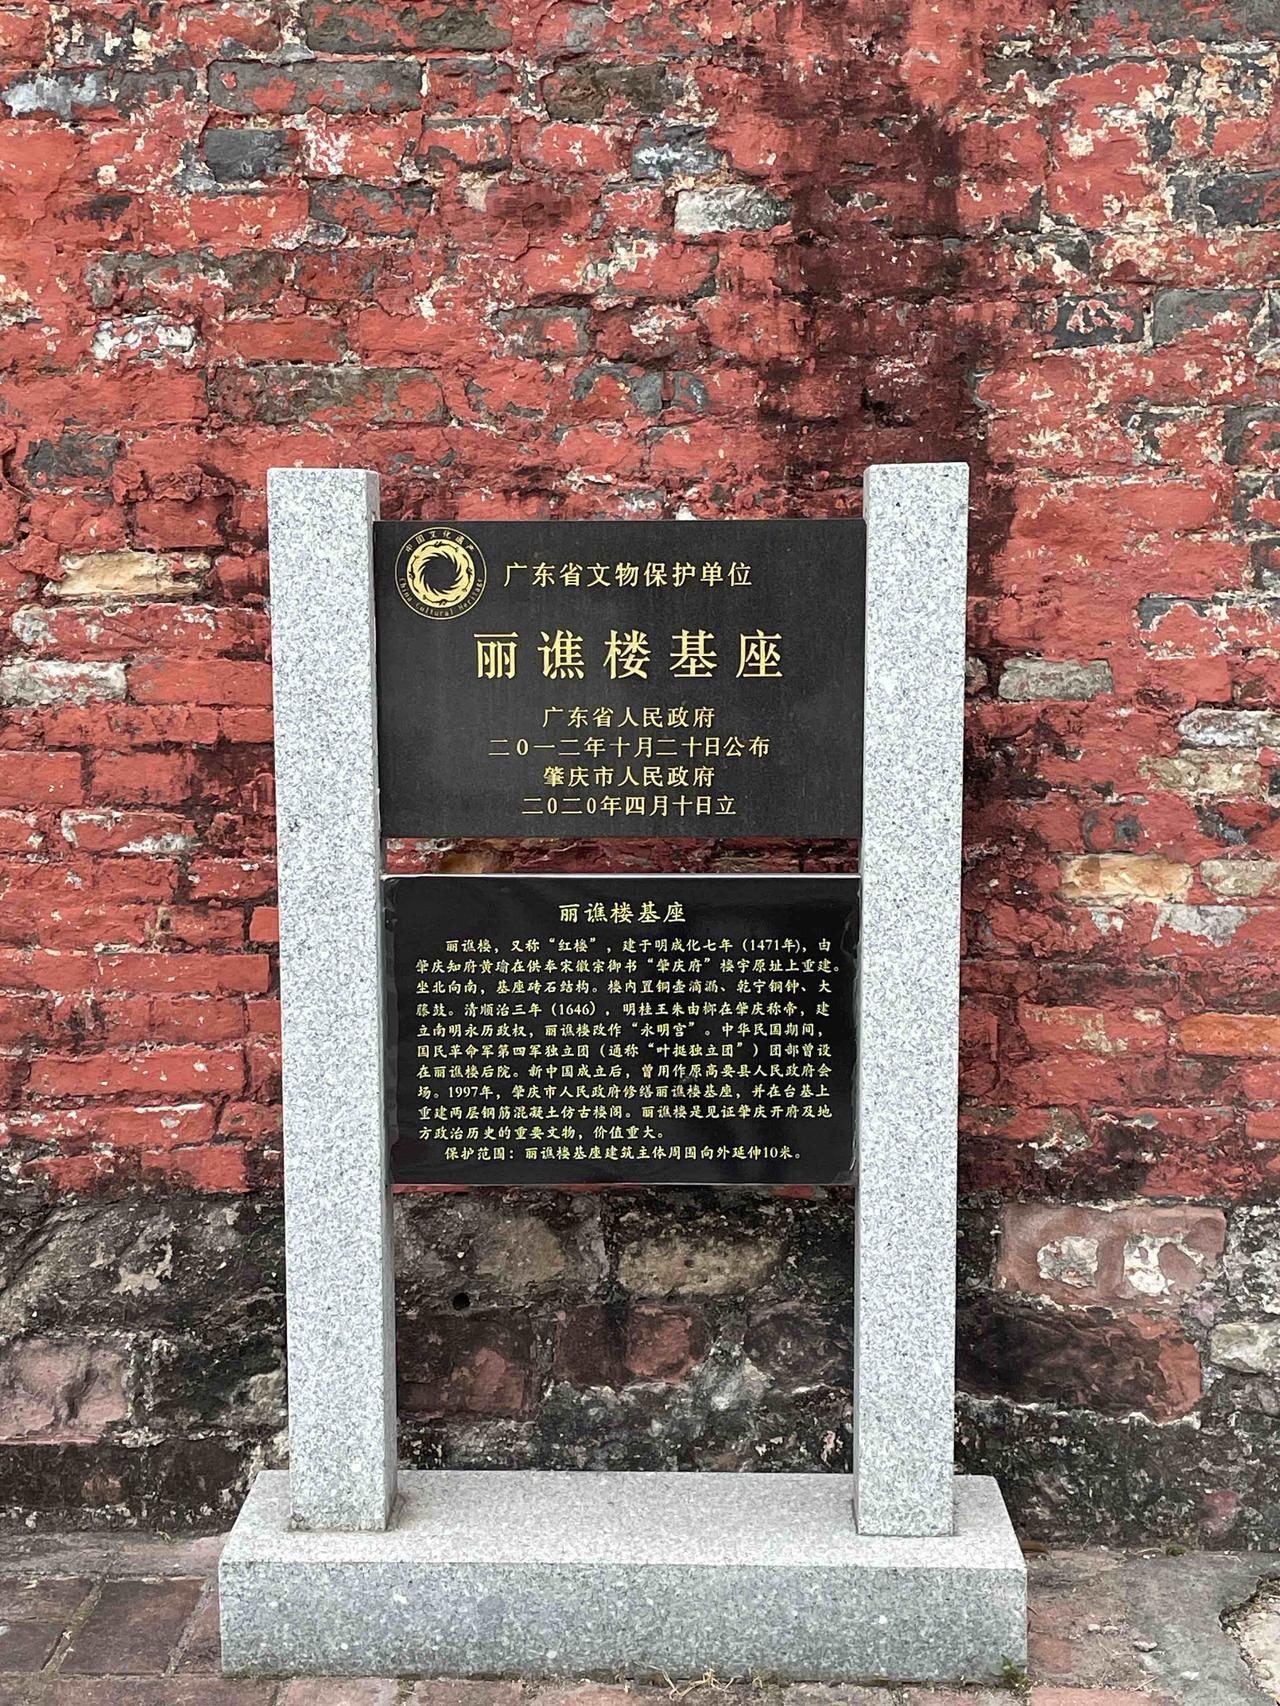 中国文化遗产
China Cultural Heritage
广东省文物保护单位
丽谯楼基座
广东省人民政府
二0一二年十月二十日公布
肇庆市人民政府
二0二0年四月十日立
丽谯楼基座
丽谯楼，又称“红楼”，建于明成化七年（1471年），由
肇庆知府黄瑜在供奉宋徽宗御书“肇庆府”楼宇原址上重建。
坐北向南，基座砖石结构。楼内置铜壶滴漏、乾宁铜钟、大
藤鼓。清顺治三年（1646），明桂王朱由榔在肇庆称帝，建
立南明永历政权，丽谯楼改作“永明宫”。中华民国期间，
国民革命军第四军独立团（通称“叶挺独立团”）团部曾设
在丽谯楼后院。新中国成立后，曾用作原高要县人民政府会
场。1997年，肇庆市人民政府修缮丽谯楼基座，并在台基上
重建两层钢筋混凝土仿古楼阁。丽谯楼是见证肇庆开府及地
方政治历史的重要文物，价值重大。
保护范围：丽谯楼基座建筑主体周围向外延伸10米。